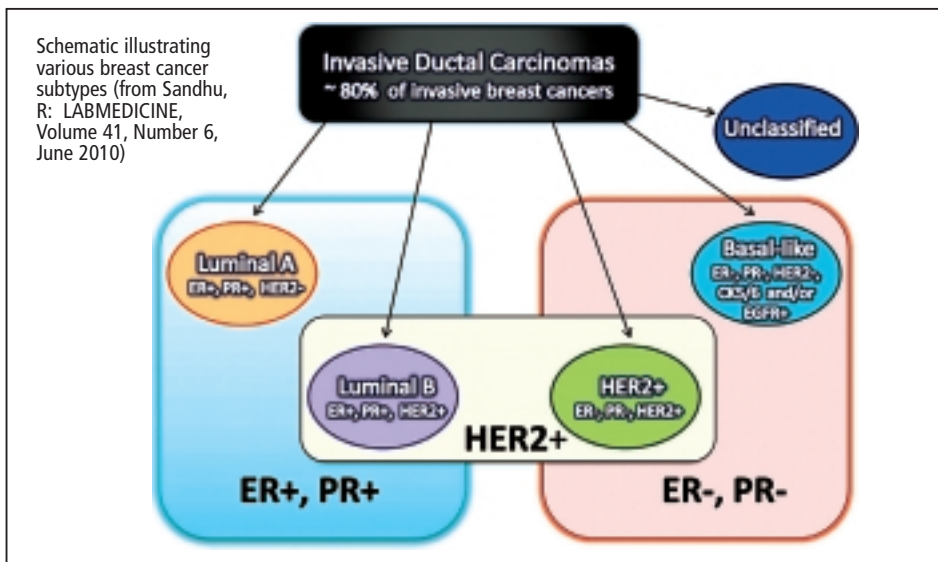 Schematic illustrating
various breast cancer
subtypes (from Sandhu,
R: LABMEDICINE,
Volume 41, Number 6,
June 2010)
Invasive Ductal Carcinomas
~ 80% of invasive breast cancers
Unclassified
Luminal A
ER+, PR+, HER2-
Basal-like
ER-, PR-, HER2-,
CK5/6 and/or
EGFR+
Luminal B
ER+, PR+, HER2+
HER2+
ER-, PR-, HER2+
HER2+
ER+, PR+
ER-, PR-